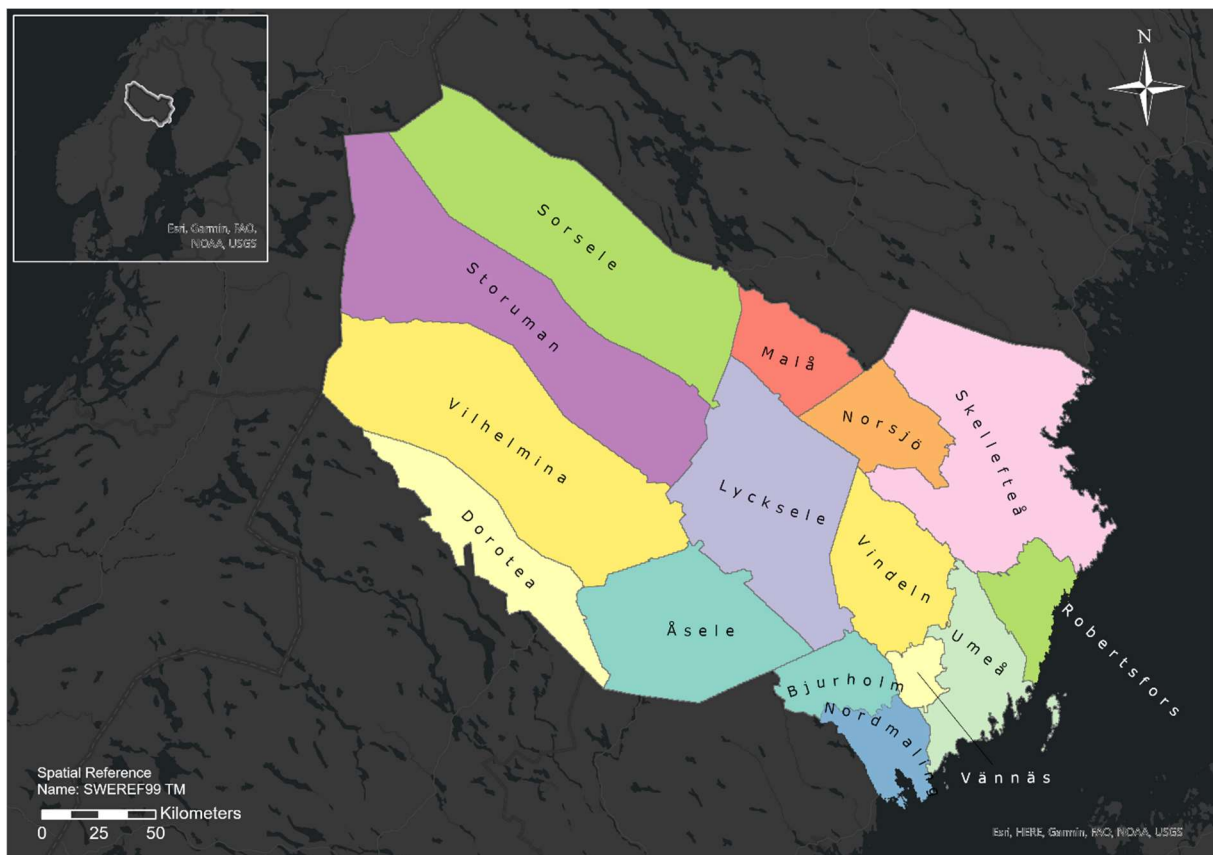 N
Esri, Garmin, FAO,
NOAA, USGS
Sorsele
Storuman
Malå
Vilhelmina
Norsjö
Skellefteå
Lycksele
Dorotea
Vindeln
Åsele
Umeå
Robertsfors
Bjurholm
Nordmaling
Vännäs
Spatial Reference
Name: SWEREF99 TM
Kilometers
0 25 50
Esri, HERE, Garmin, FAO, NOAA, USGS